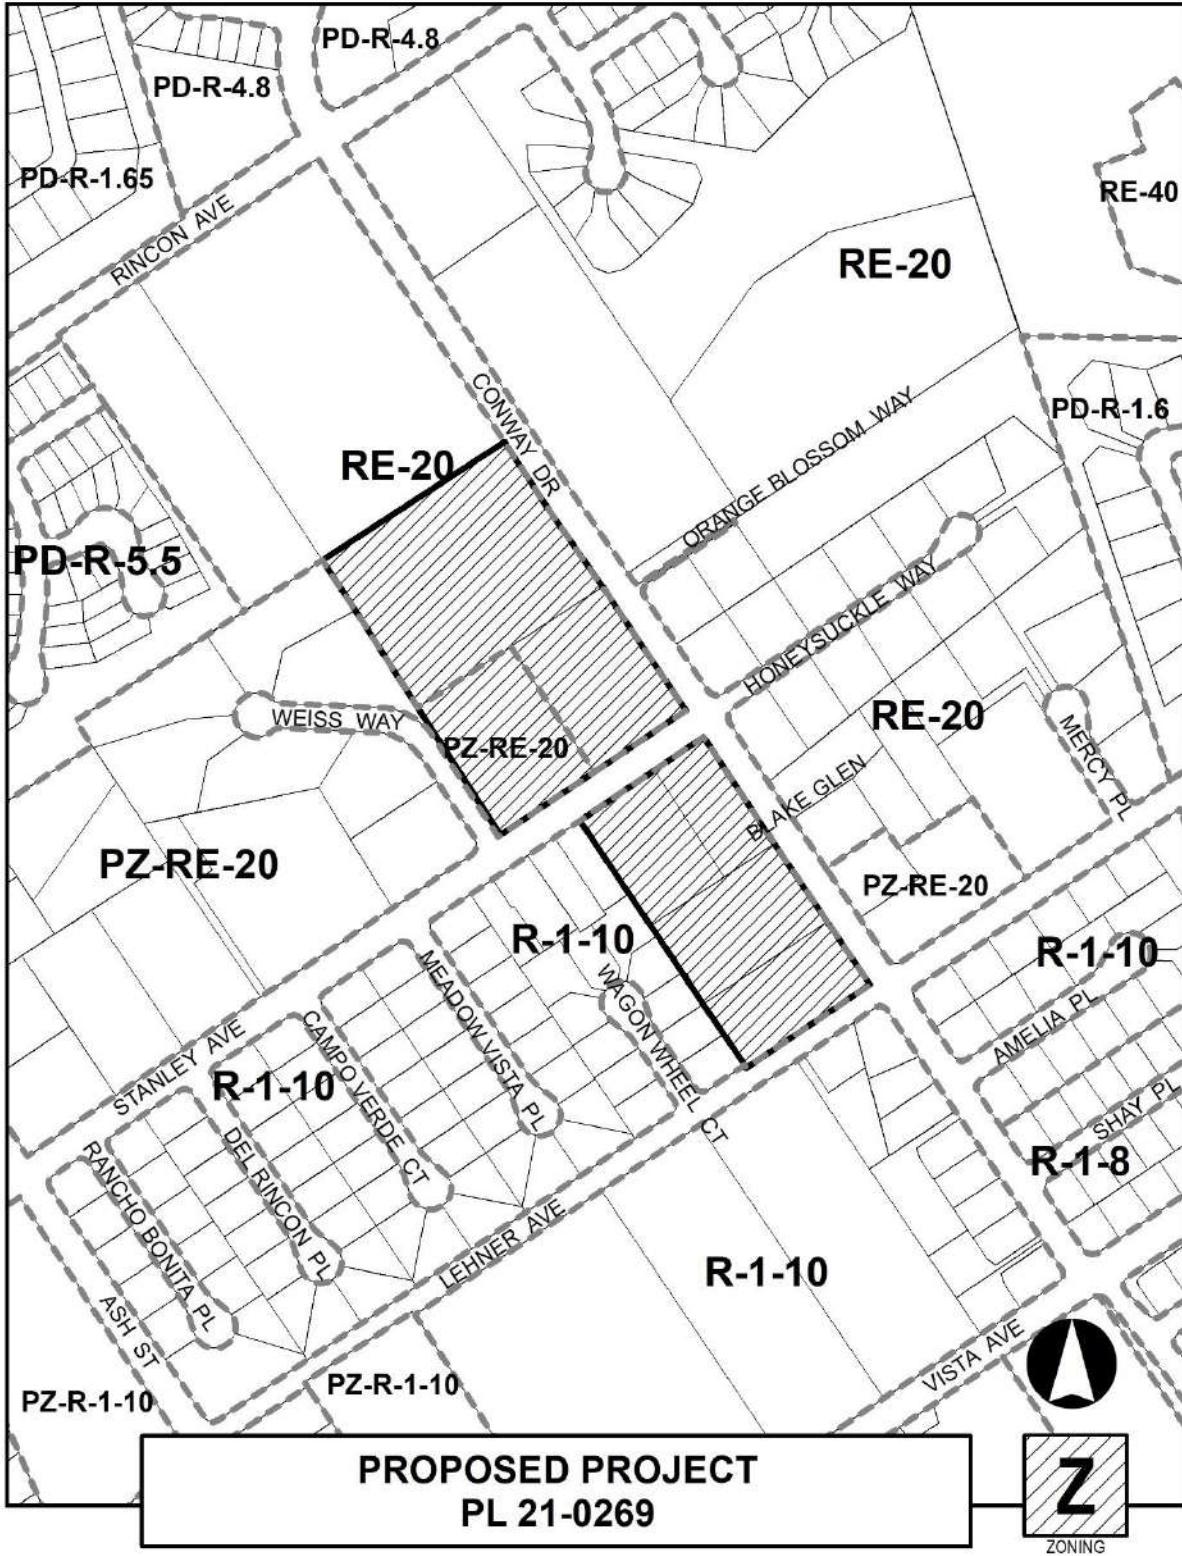 PD-R-4.8
PD-R-4.8
PD-R-1.65
RE-40
RINCON AVE
RE-20
CONWAY DR
PD-R-1.6
RE-20
ORANGE BLOSSOM WAY
PD-R-5.5
HONEYSUCKLE WAY
WEISS WAY
RE-20
PZ-RE-20
MERCY PL
BLAKE GLEN
PZ-RE-20
PZ-RE-20
R-1-10
R-1-10
MEADOW VISTA PL
WAGON WHEEL CT
AMELIA PL
CAMPO VERDE CT
STANLEY AVE
R-1-10
SHAY PL
DEL RINCON PL
R-1-8
RANCHO BONITA PL
LEHNER AVE
R-1-10
ASH ST
VISTA AVE
PZ-R-1-10
PZ-R-1-10
PROPOSED PROJECT
PL 21-0269
Z
ZONING